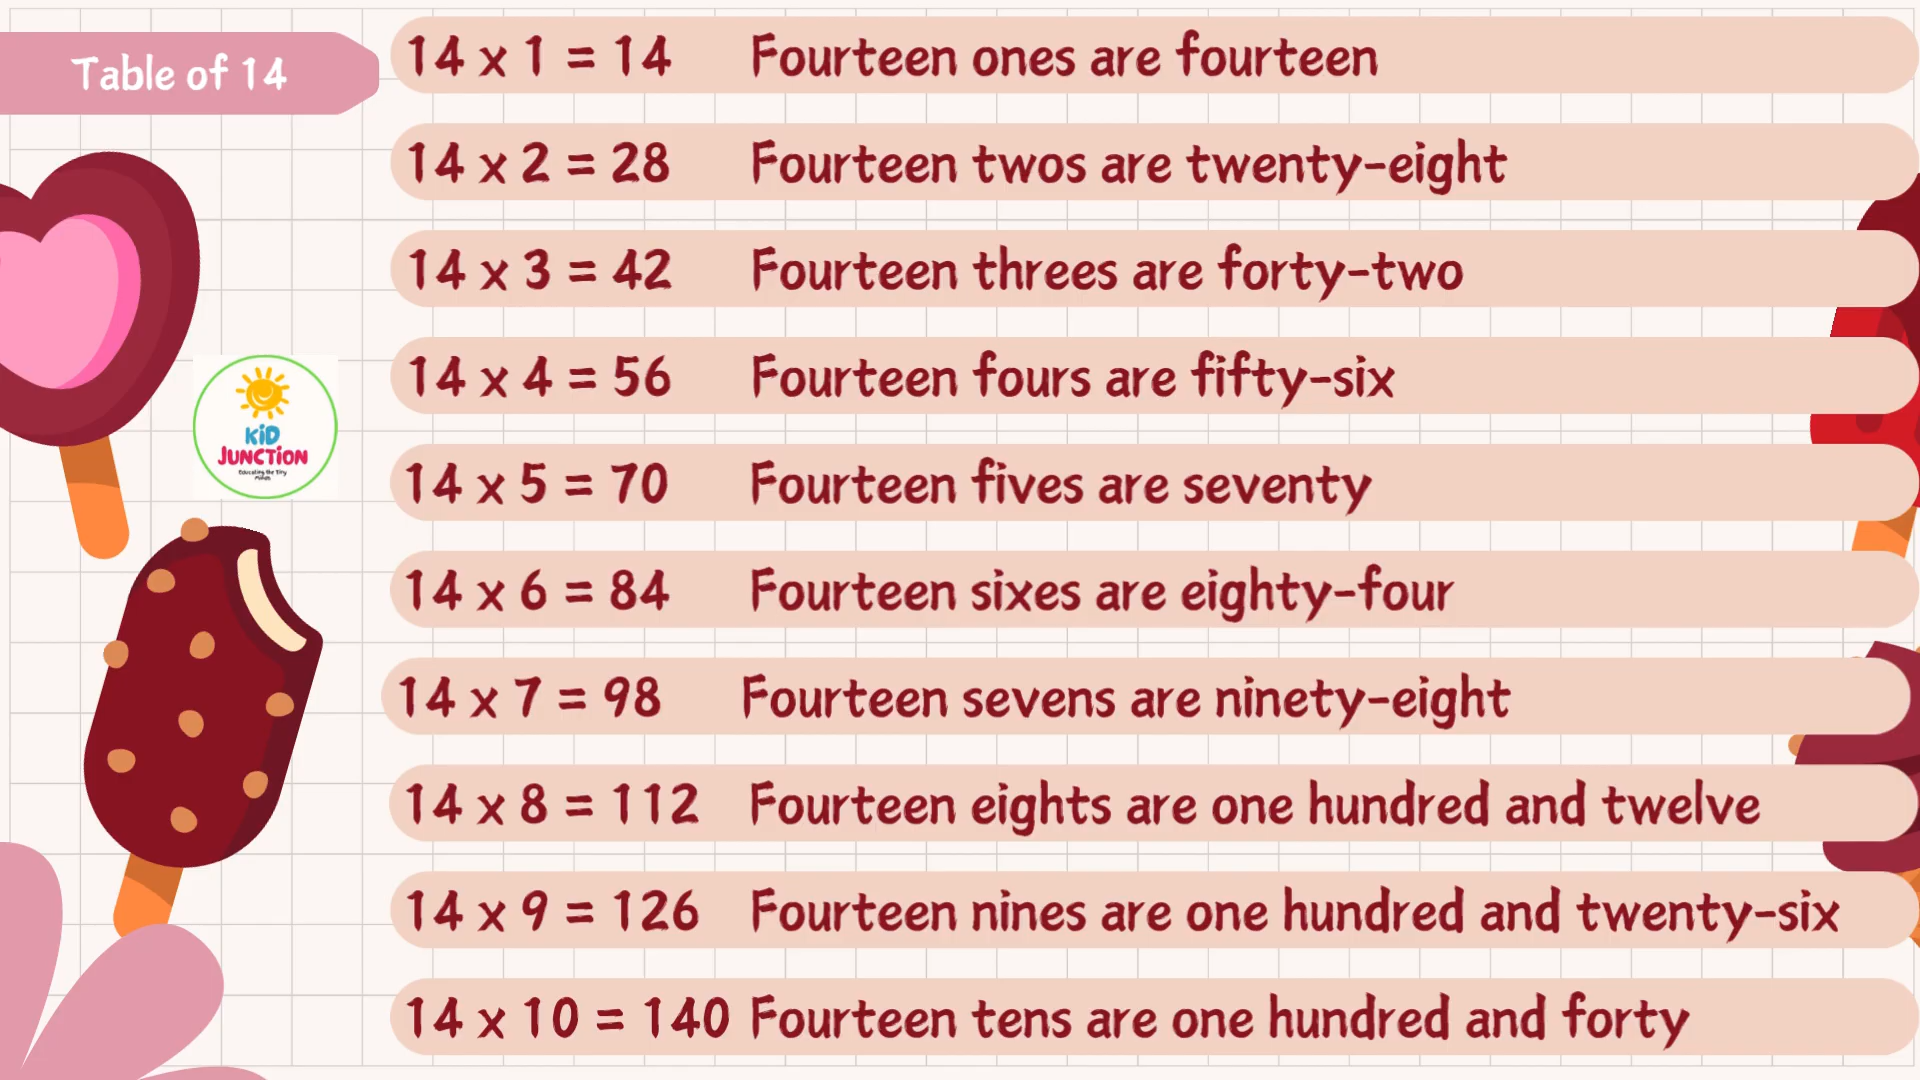 Table of 14
14 x 1 = 14 Fourteen ones are fourteen
14 x 2 = 28 Fourteen twos are twenty-eight
14 x 3 = 42 Fourteen threes are forty-two
14 x 4 = 56 Fourteen fours are fifty-six
KiD
JUNCTiON
Educating the Tiny
Minds
14 x 5 = 70 Fourteen fives are seventy
14 x 6 = 84 Fourteen sixes are eighty-four
14 x 7 = 98 Fourteen sevens are ninety-eight
14 x 8 = 112 Fourteen eights are one hundred and twelve
14 x 9 = 126 Fourteen nines are one hundred and twenty-six
14 x 10 = 140 Fourteen tens are one hundred and forty